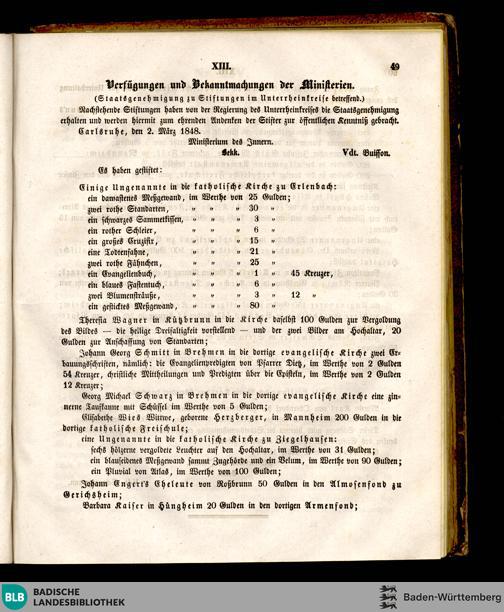 XIII.
49
Verfügungen und Bekanntmachungen der Ministerien.
(Staatsgenehmigung zu Stiftungen im Unterrheinkreise betreffend.)
Nachstehende Stiftungen haben von der Regierung des Unterrheinkreises die Staatsgenehmigung
erhalten und werden hiermit zum ehrenden Andenken der Stifter zur öffentlichen Kenntniß gebracht.
Carlsruhe, den 2. März 1848.
Ministerium des Innern.
Bekk.
Vdt. Buisson.
Es haben gestiftet:
Einige Ungenannte in die katholische Kirche zu Erlenbach:
ein damastenes Meßgewand, im Werthe von 25 Gulden;
zwei rothe Standarten, " " " 30 "
ein schwarzes Sammetkissen, " " " 3 "
ein rother Schleier, " " " 6 "
ein großes Cruzifix, " " " 15 "
eine Todtenfahne, " " " 21 "
zwei rothe Fähnchen, " " " 25 "
ein Evangelienbuch, " " " 1 " 45 Kreuzer,
ein blaues Fastentuch, " " " 6 "
zwei Blumensträuße, " " " 3 " 12 "
ein gesticktes Meßgewand, " " " 80 "
Theresia Wagner in Kützbrunn in die Kirche daselbst 100 Gulden zur Vergoldung
des Bildes — die heilige Dreifaltigkeit vorstellend — und der zwei Bilder am Hochaltar, 20
Gulden zur Anschaffung von Standarten;
Johann Georg Schmitt in Brehmen in die dortige evangelische Kirche zwei Er-
bauungsschriften, nämlich: die Evangelienpredigten von Pfarrer Dietz, im Werthe von 2 Gulden
54 Kreuzer, christliche Mittheilungen und Predigten über die Episteln, im Werthe von 2 Gulden
12 Kreuzer;
Georg Michael Schwarz in Brehmen in die dortige evangelische Kirche eine zin-
nerne Taufkanne mit Schüssel im Werthe von 5 Gulden;
Elisabethe Wies Wittwe, geborene Herzberger, in Mannheim 200 Gulden in die
dortige katholische Freischule;
eine Ungenannte in die katholische Kirche zu Ziegelhausen:
sechs hölzerne vergoldete Leuchter auf den Hochaltar, im Werthe von 31 Gulden;
ein blauseidenes Meßgewand sammt Zugehörde und ein Velum, im Werthe von 90 Gulden;
ein Pluvial von Atlas, im Werthe von 100 Gulden;
Johann Engert's Eheleute von Roßbrunn 50 Gulden in den Almosenfond zu
Gerichsheim;
Barbara Kaiser in Hüngheim 20 Gulden in den dortigen Armenfond;
BLB
BADISCHE
LANDESBIBLIOTHEK
Baden-Württemberg